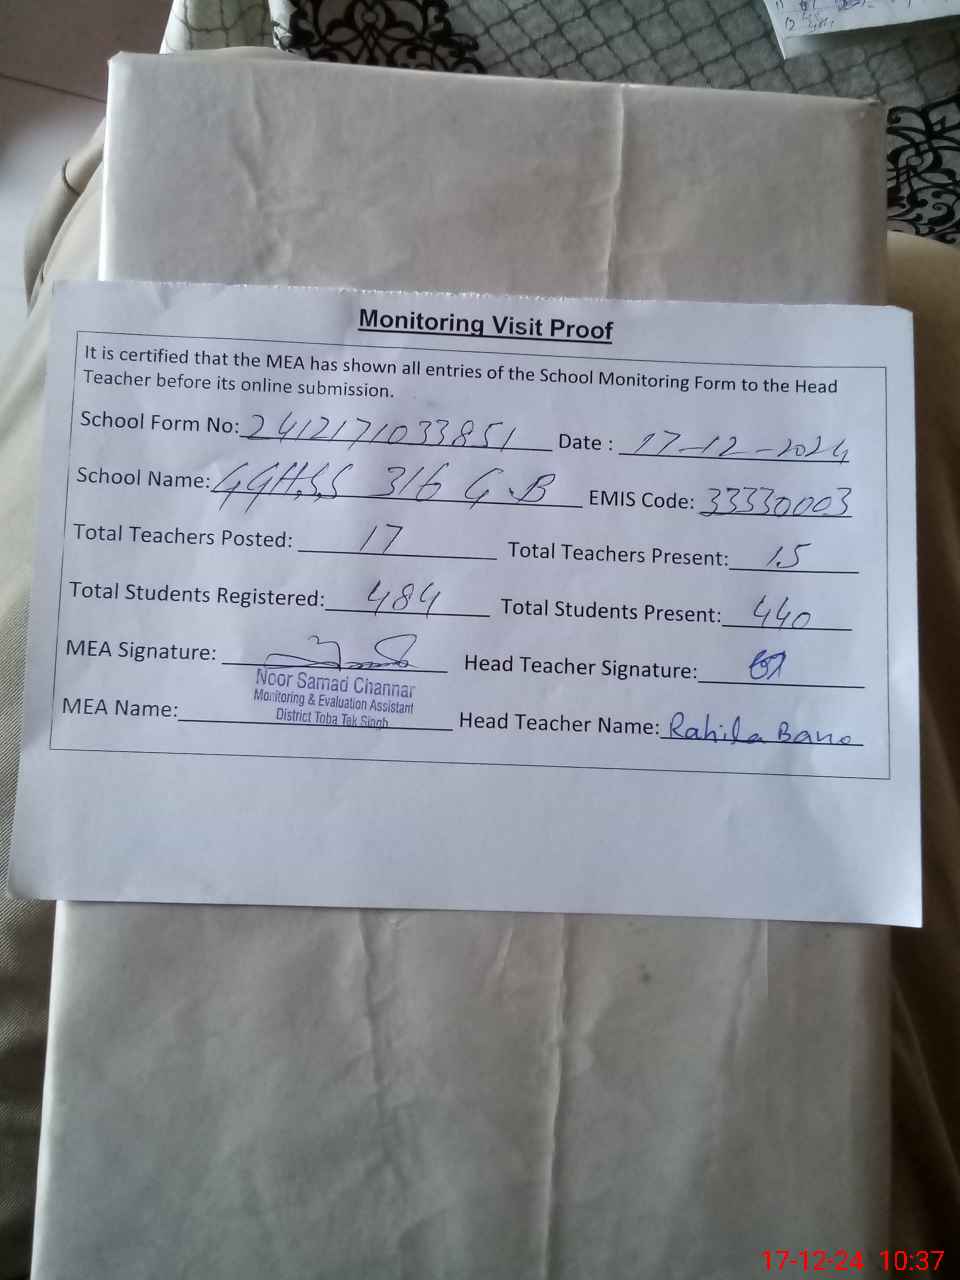 Monitoring Visit Proof
It is certified that the MEA has shown all entries of the School Monitoring Form to the Head
Teacher before its online submission.
School Form No: 2412171033851 Date : 17-12-2024
School Name: GGH.S.S 316 G.B EMIS Code: 33330003
Total Teachers Posted: 17 Total Teachers Present: 15
Total Students Registered: 484 Total Students Present: 440
MEA Signature: Head Teacher Signature:
Noor Samad Channar
Monitoring & Evaluation Assistant
District Toba Tek Singh
MEA Name: Head Teacher Name: Rahila Bano
17-12-24 10:37